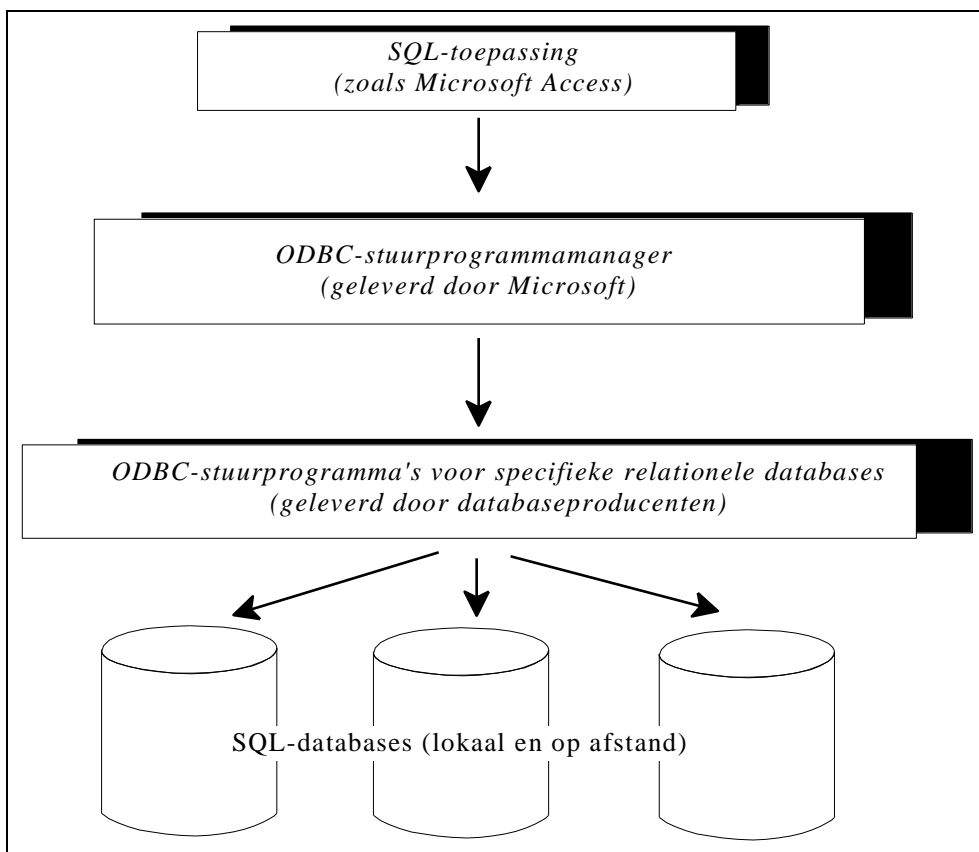 SQL-toepassing
(zoals Microsoft Access)
ODBC-stuurprogrammamanager
(geleverd door Microsoft)
ODBC-stuurprogramma's voor specifieke relationele databases
(geleverd door databaseproducenten)
SQL-databases (lokaal en op afstand)